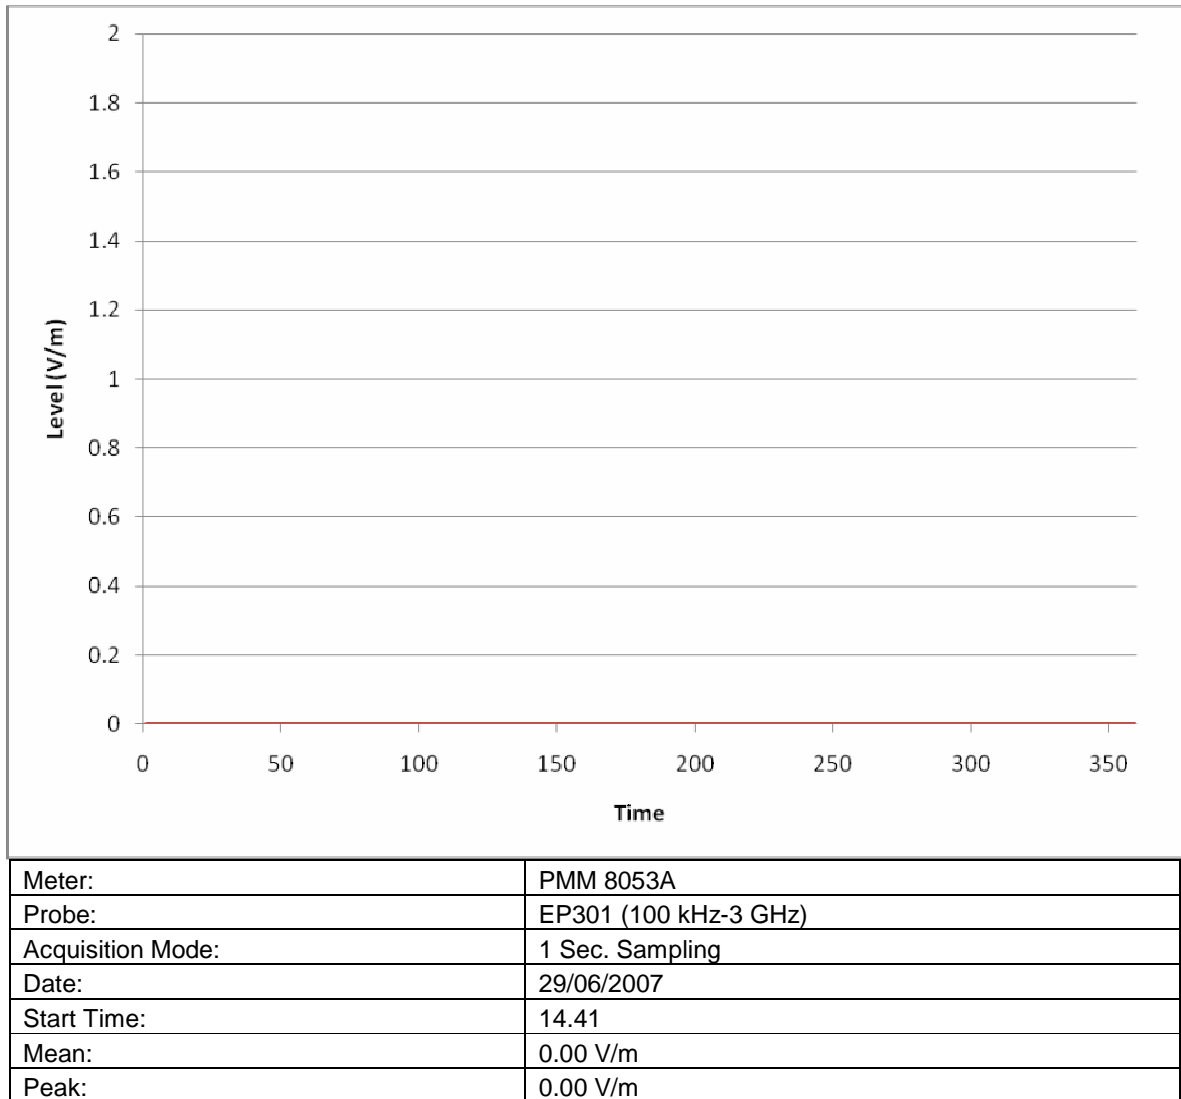 2
1.8
1.6
1.4
1.2
1
0.8
0.6
0.4
0.2
0
Level (V/m)
0 50 100 150 200 250 300 350
Time
Meter: PMM 8053A
Probe: EP301 (100 kHz-3 GHz)
Acquisition Mode: 1 Sec. Sampling
Date: 29/06/2007
Start Time: 14.41
Mean: 0.00 V/m
Peak: 0.00 V/m